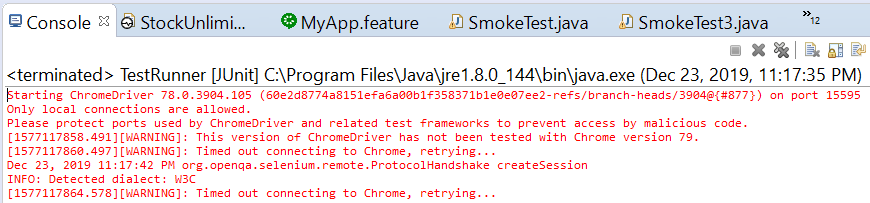 Console StockUnlimi... MyApp.feature SmokeTest.java SmokeTest3.java »12
<terminated> TestRunner [JUnit] C:\Program Files\Java\jre1.8.0_144\bin\java.exe (Dec 23, 2019, 11:17:35 PM)
Starting ChromeDriver 78.0.3904.105 (60e2d8774a8151efa6a00b1f358371b1e0e07ee2-refs/branch-heads/3904@{#877}) on port 15595
Only local connections are allowed.
Please protect ports used by ChromeDriver and related test frameworks to prevent access by malicious code.
[1577117858.491][WARNING]: This version of ChromeDriver has not been tested with Chrome version 79.
[1577117860.497][WARNING]: Timed out connecting to Chrome, retrying...
Dec 23, 2019 11:17:42 PM org.openqa.selenium.remote.ProtocolHandshake createSession
INFO: Detected dialect: W3C
[1577117864.578][WARNING]: Timed out connecting to Chrome, retrying...